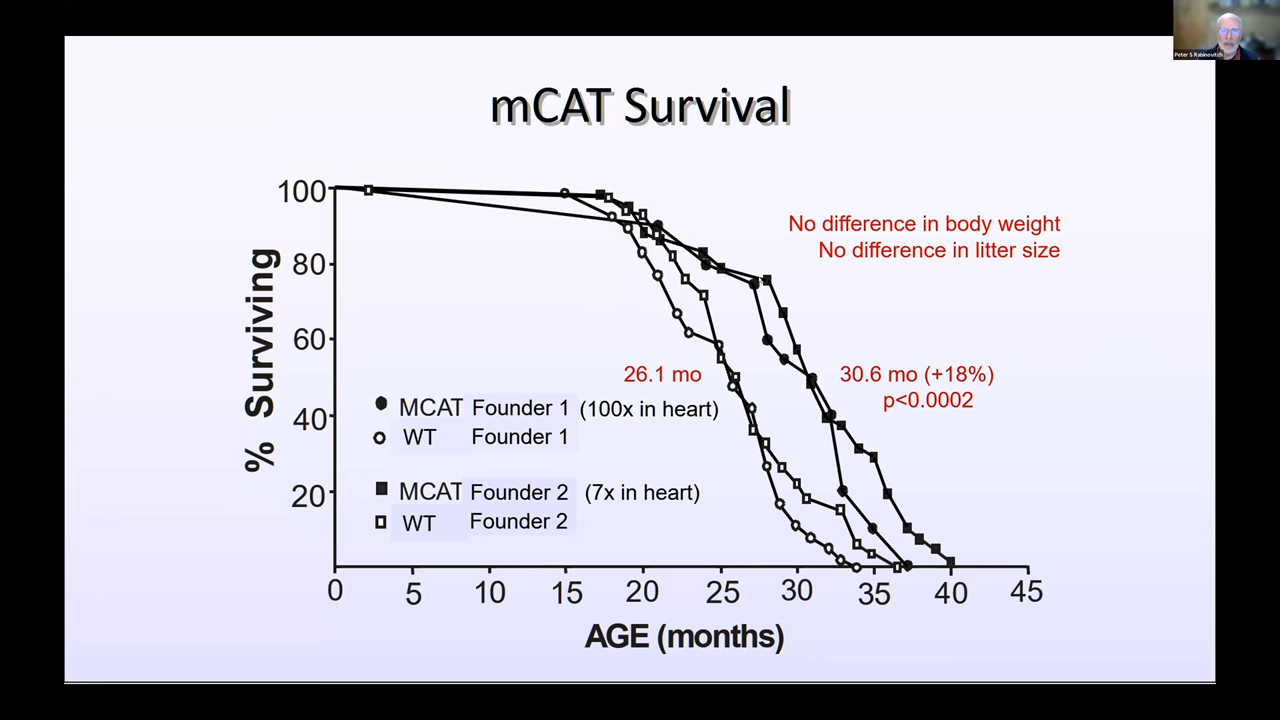 Peter S Rabinovitch
mCAT Survival
No difference in body weight
No difference in litter size
% Surviving
100
80
60
40
20
26.1 mo
30.6 mo (+18%)
p<0.0002
MCAT Founder 1 (100x in heart)
WT Founder 1
MCAT Founder 2 (7x in heart)
WT Founder 2
0 5 10 15 20 25 30 35 40 45
AGE (months)